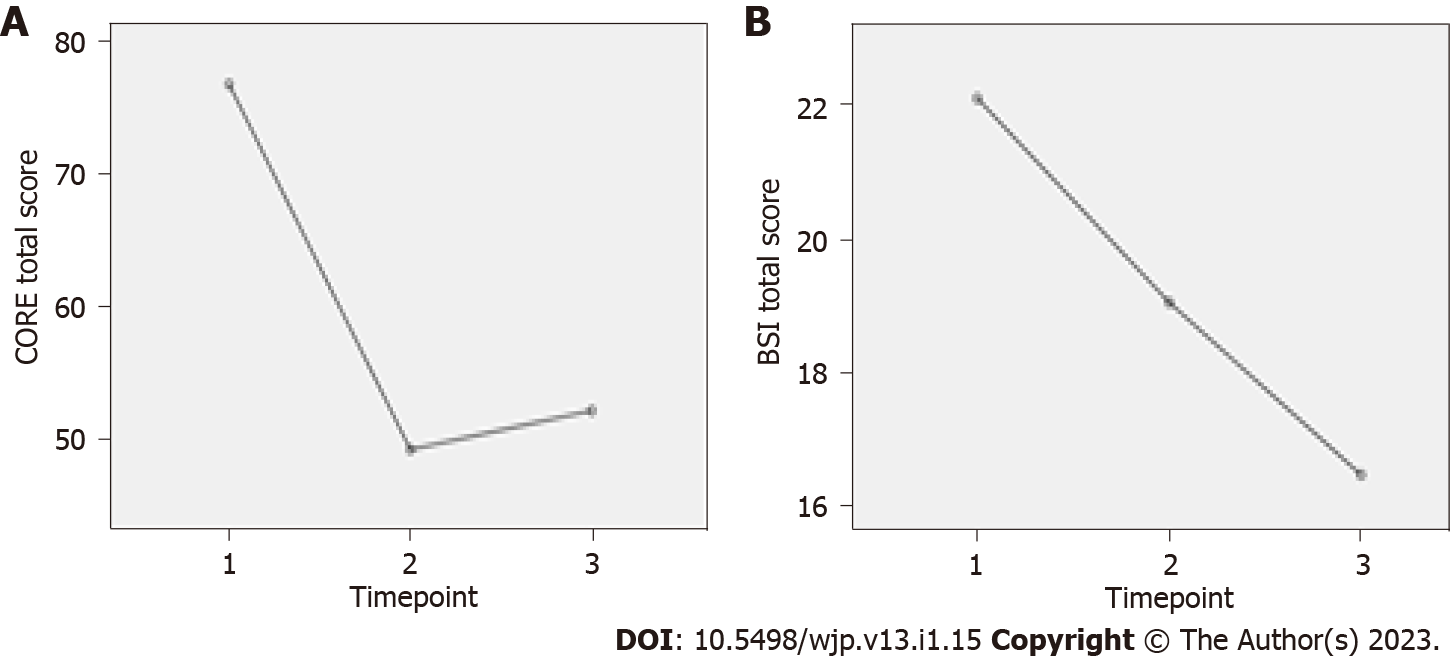 A
80
70
60
50
CORE total score
1 2 3
Timepoint
B
22
20
18
16
BSI total score
1 2 3
Timepoint
DOI: 10.5498/wjp.v13.i1.15 Copyright © The Author(s) 2023.